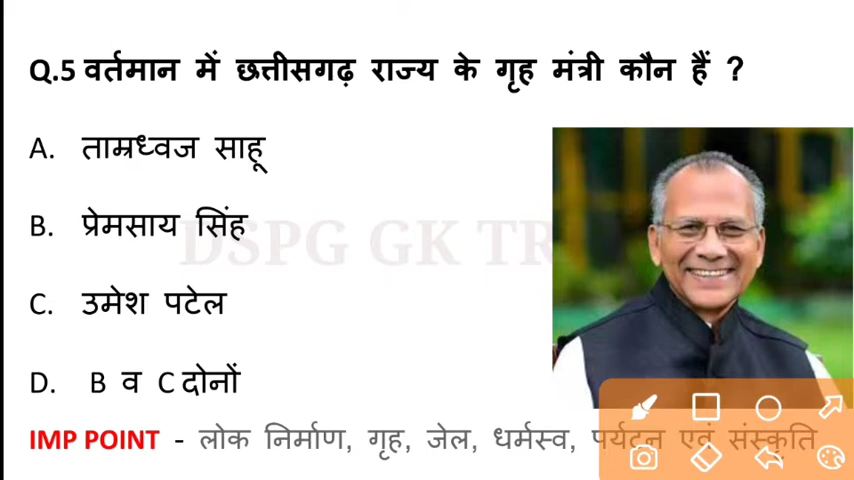 Q.5 वर्तमान में छत्तीसगढ़ राज्य के गृह मंत्री कौन हैं ?
A. ताम्रध्वज साहू
B. प्रेमसाय सिंह
DSPG GK TR
C. उमेश पटेल
D. B व C दोनों
IMP POINT - लोक निर्माण, गृह, जेल, धर्मस्व, पर्यटन एवं संस्कृति